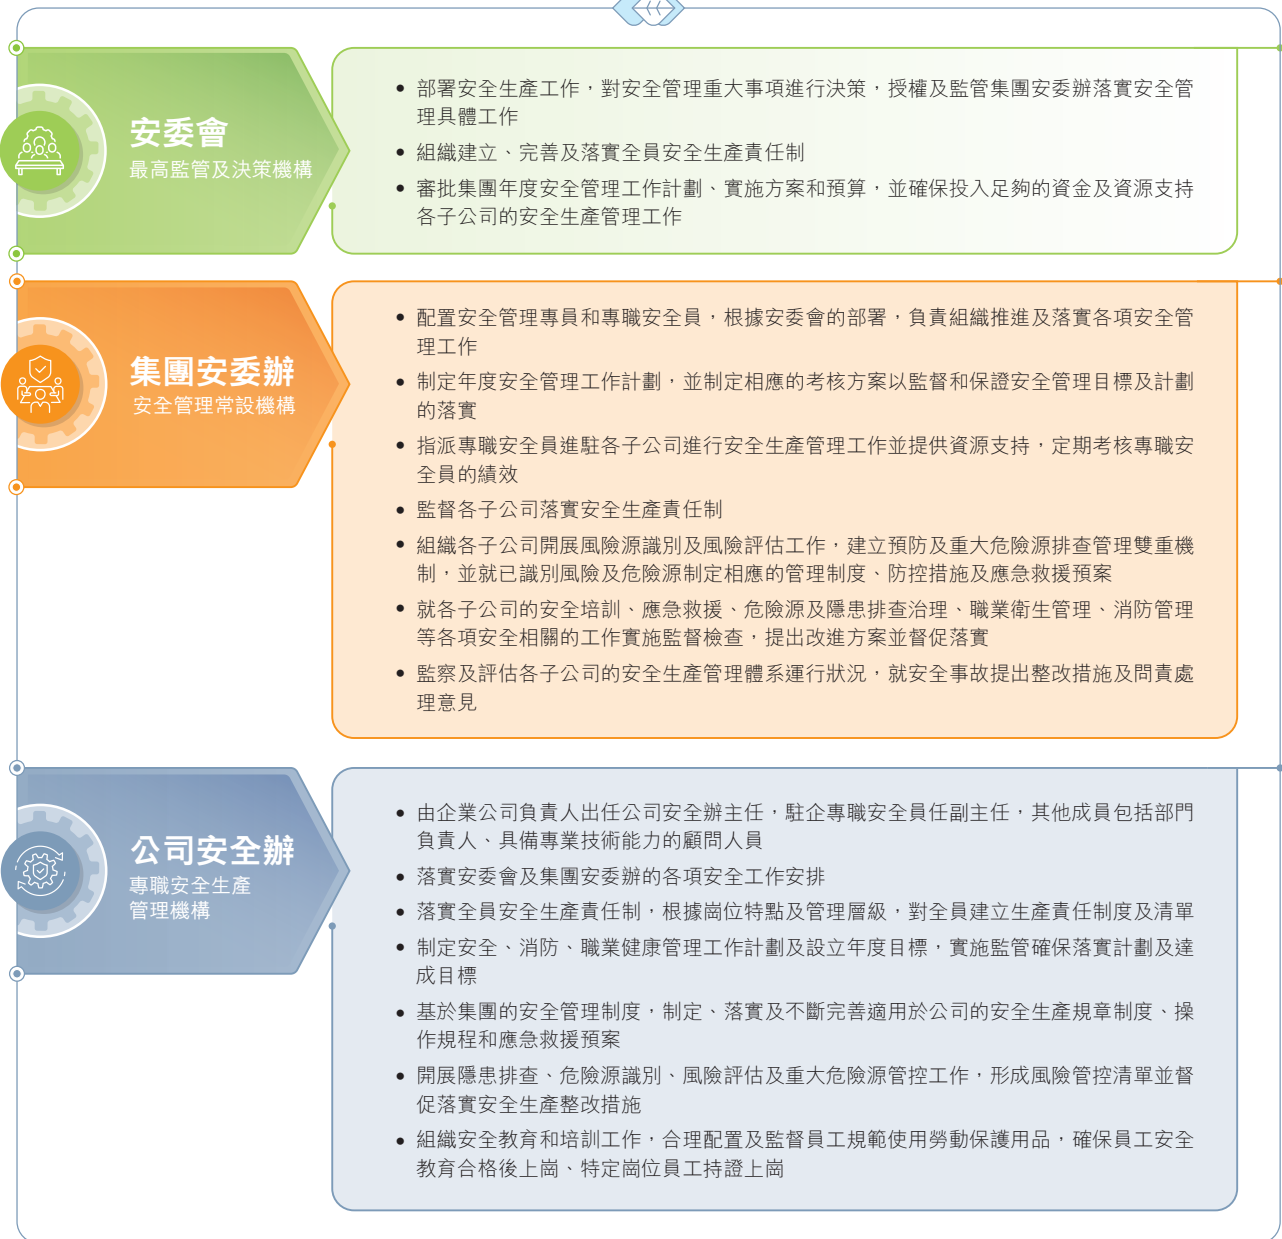 安委會
最高監管及決策機構
• 部署安全生產工作，對安全管理重大事項進行決策，授權及監管集團安委辦落實安全管
理具體工作
• 組織建立、完善及落實全員安全生產責任制
• 審批集團年度安全管理工作計劃、實施方案和預算，並確保投入足夠的資金及資源支持
各子公司的安全生產管理工作
集團安委辦
安全管理常設機構
• 配置安全管理專員和專職安全員，根據安委會的部署，負責組織推進及落實各項安全管
理工作
• 制定年度安全管理工作計劃，並制定相應的考核方案以監督和保證安全管理目標及計劃
的落實
• 指派專職安全員進駐各子公司進行安全生產管理工作並提供資源支持，定期考核專職安
全員的績效
• 監督各子公司落實安全生產責任制
• 組織各子公司開展風險源識別及風險評估工作，建立預防及重大危險源排查管理雙重機
制，並就已識別風險及危險源制定相應的管理制度、防控措施及應急救援預案
• 就各子公司的安全培訓、應急救援、危險源及隱患排查治理、職業衛生管理、消防管理
等各項安全相關的工作實施監督檢查，提出改進方案並督促落實
• 監察及評估各子公司的安全生產管理體系運行狀況，就安全事故提出整改措施及問責處
理意見
公司安全辦
專職安全生產
管理機構
• 由企業公司負責人出任公司安全辦主任，駐企專職安全員任副主任，其他成員包括部門
負責人、具備專業技術能力的顧問人員
• 落實安委會及集團安委辦的各項安全工作安排
• 落實全員安全生產責任制，根據崗位特點及管理層級，對全員建立生產責任制度及清單
• 制定安全、消防、職業健康管理工作計劃及設立年度目標，實施監管確保落實計劃及達
成目標
• 基於集團的安全管理制度，制定、落實及不斷完善適用於公司的安全生產規章制度、操
作規程和應急救援預案
• 開展隱患排查、危險源識別、風險評估及重大危險源管控工作，形成風險管控清單並督
促落實安全生產整改措施
• 組織安全教育和培訓工作，合理配置及監督員工規範使用勞動保護用品，確保員工安全
教育合格後上崗、特定崗位員工持證上崗